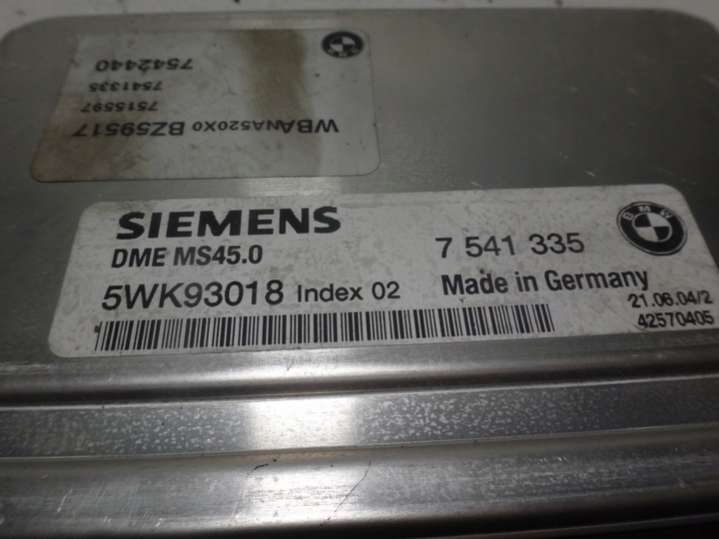 7542440
7541335
7515597
WBANA520X0 BZ59517
SIEMENS
DME MS45.0
7 541 335
BMW
5WK93018 Index 02
Made in Germany
21.06.04/2
42570405